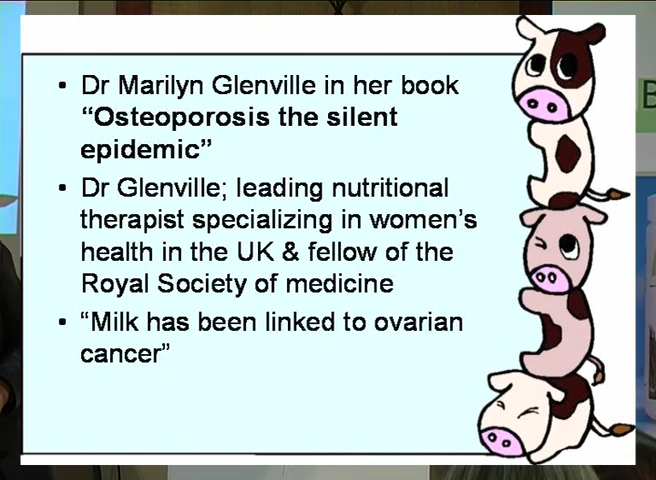 • Dr Marilyn Glenville in her book
“Osteoporosis the silent
epidemic”
• Dr Glenville; leading nutritional
therapist specializing in women’s
health in the UK & fellow of the
Royal Society of medicine
• “Milk has been linked to ovarian
cancer”
B